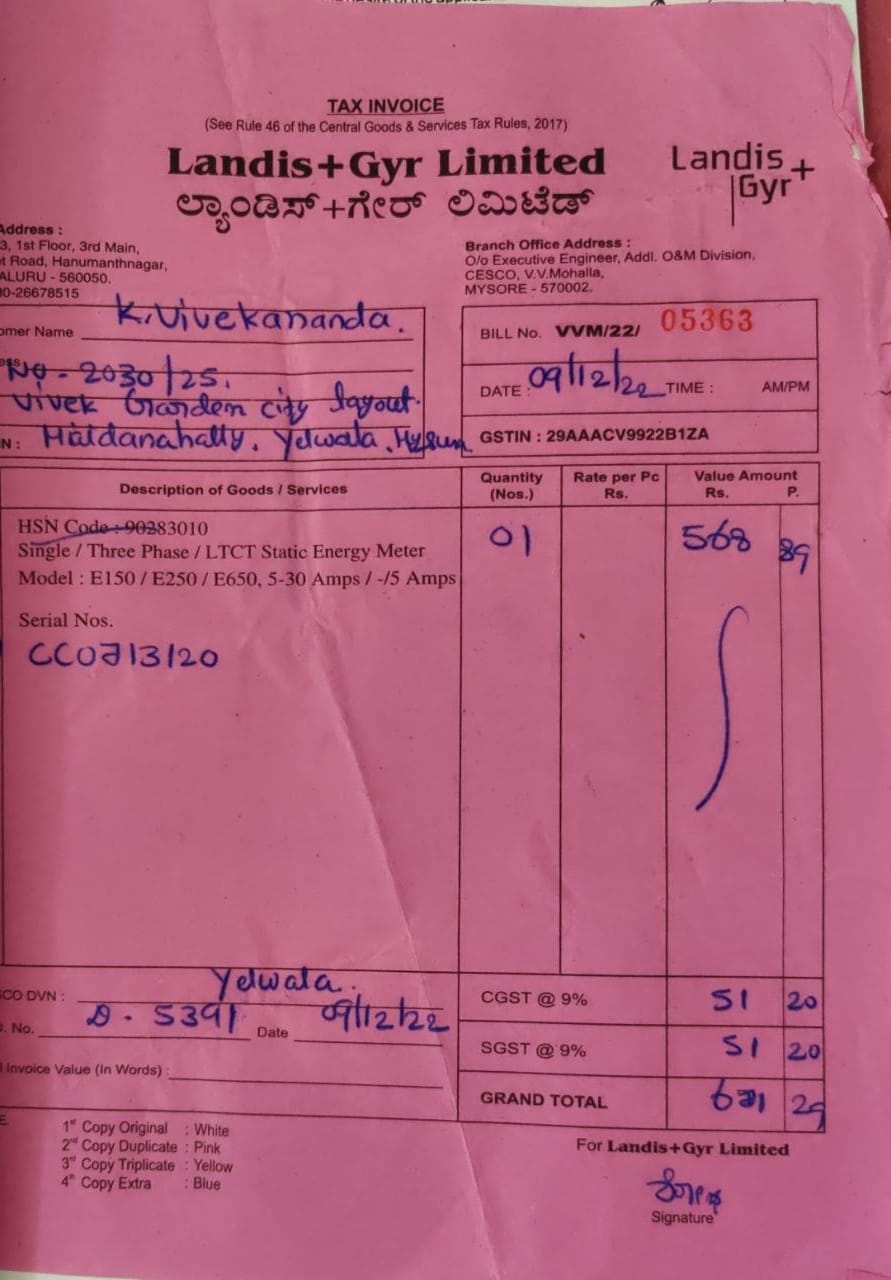 TAX INVOICE
(See Rule 46 of the Central Goods & Services Tax Rules, 2017)
Landis+Gyr Limited
ಲ್ಯಾಂಡಿಸ್+ಗೇರ್ ಲಿಮಿಟೆಡ್
Landis+
Gyr+
Address :
3, 1st Floor, 3rd Main,
t Road, Hanumanthnagar,
ALURU - 560050.
30-26678515
Branch Office Address :
O/o Executive Engineer, Addl. O&M Division,
CESCO, V.V.Mohalla,
MYSORE - 570002.
omer Name K.Vivekananda.
ess No - 2030/25.
Vivek Garden city layout.
N : Yelwala.
BILL No. VVM/22/ 05363
DATE : 09/12/22 TIME : AM/PM
GSTIN : 29AAACV9922B1ZA
Description of Goods / Services Quantity (Nos.) Rate per Pc Rs. Value Amount Rs. P.
HSN Code : 90283010 01 568 89
Single / Three Phase / LTCT Static Energy Meter
Model : E150 / E250 / E650, 5-30 Amps / -/5 Amps
Serial Nos.
CO DVN : Yelwala.
. No. D. 5391 Date 09/12/22
l Invoice Value (In Words) :
CGST @ 9% 51 20
SGST @ 9% 51 20
GRAND TOTAL 671 29
E
1st Copy Original : White
2nd Copy Duplicate : Pink
3rd Copy Triplicate : Yellow
4th Copy Extra : Blue
For Landis+Gyr Limited
Signature